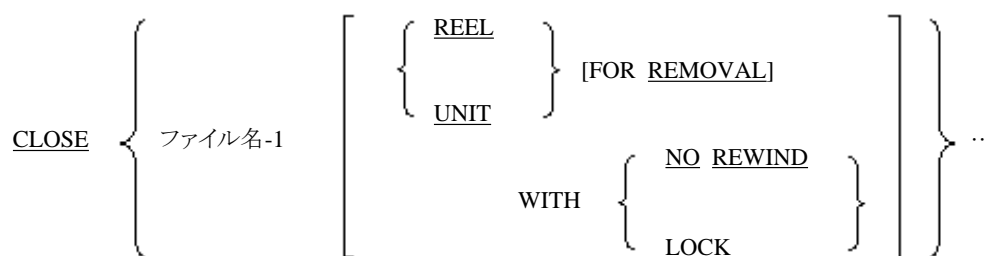 REEL
[FOR REMOVAL]
UNIT
CLOSE ファイル名-1 ..
NO REWIND
WITH
LOCK